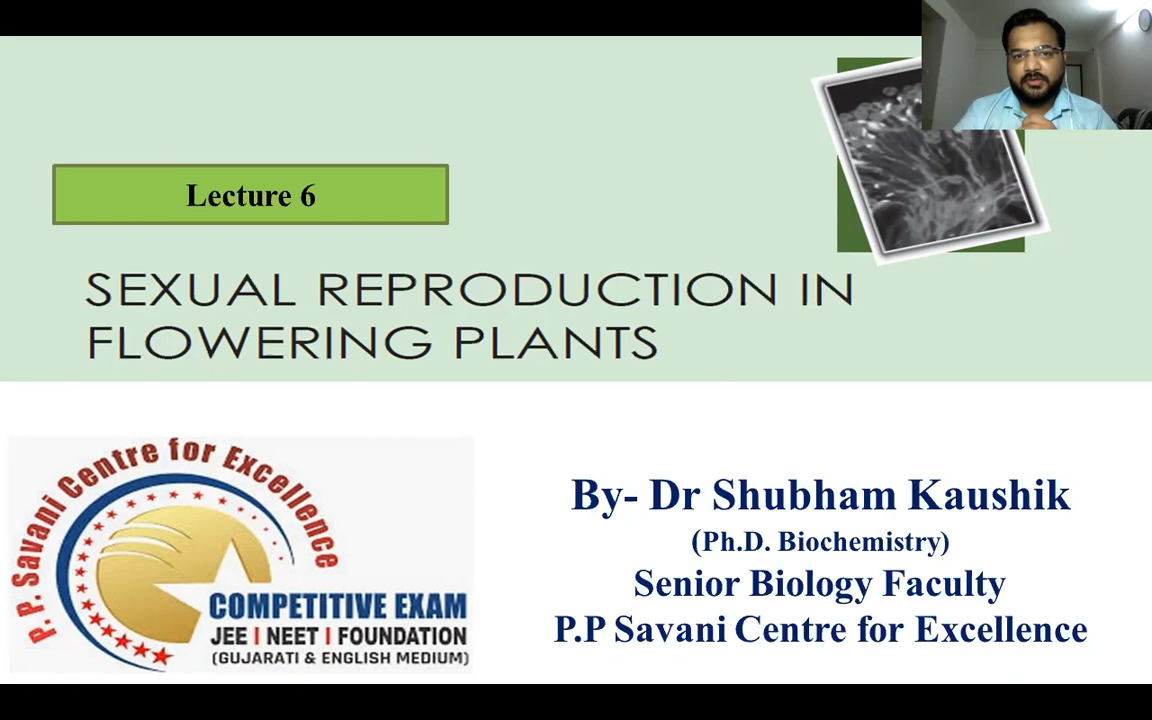 Lecture 6
SEXUAL REPRODUCTION IN
FLOWERING PLANTS
P. P. Savani Centre for Excellence
COMPETITIVE EXAM
JEE | NEET | FOUNDATION
(GUJARATI & ENGLISH MEDIUM)
By- Dr Shubham Kaushik
(Ph.D. Biochemistry)
Senior Biology Faculty
P.P Savani Centre for Excellence